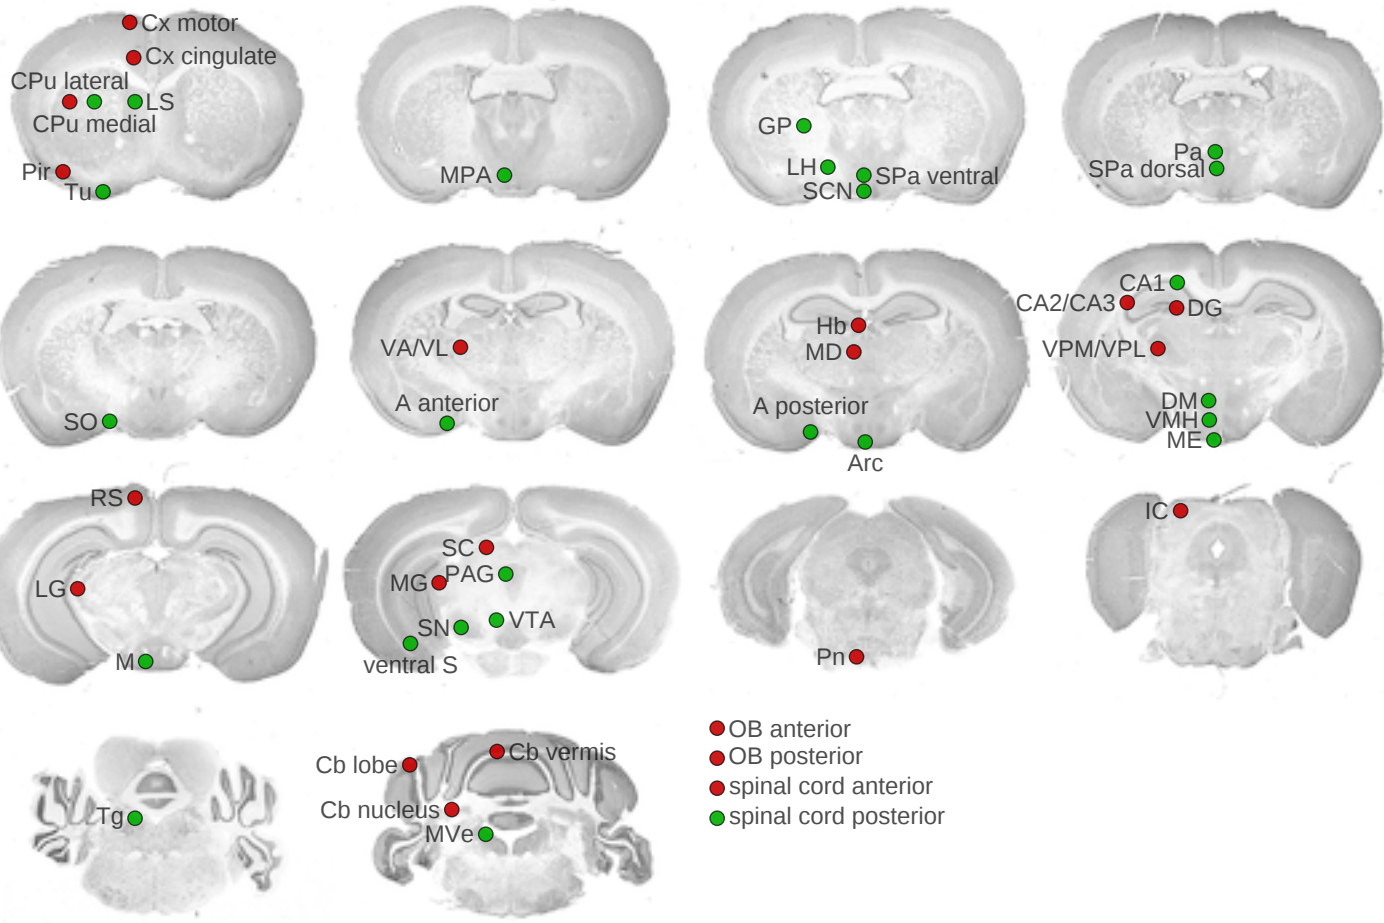 Cx motor
Cx cingulate
CPu lateral
LS
CPu medial
Pir
Tu
MPA
GP
LH
SPa ventral
SCN
Pa
SPa dorsal
SO
VA/VL
A anterior
Hb
MD
A posterior
Arc
CA1
CA2/CA3
DG
VPM/VPL
DM
VMH
ME
RS
LG
M
SC
MG
PAG
SN
VTA
ventral S
Pn
IC
Tg
Cb lobe
Cb vermis
Cb nucleus
MVe
OB anterior
OB posterior
spinal cord anterior
spinal cord posterior